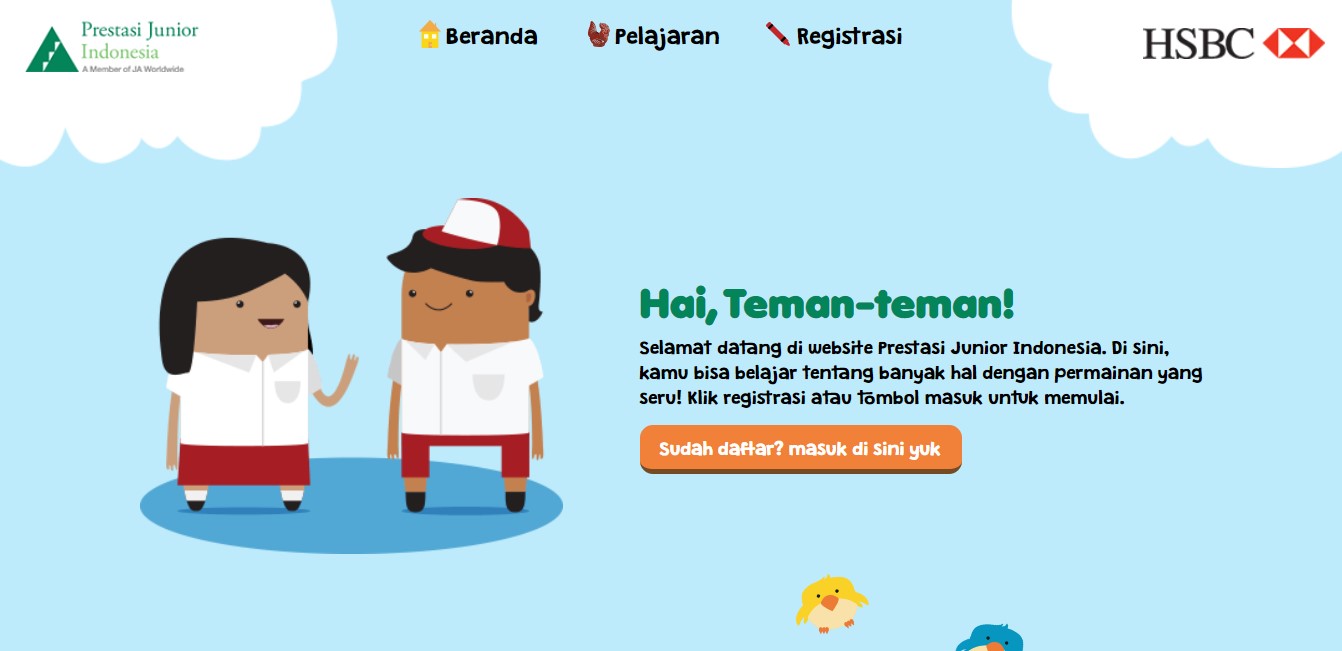 Prestasi Junior
Indonesia
A Member of JA Worldwide
Beranda
Pelajaran
Registrasi
HSBC
Hai, Teman-teman!
Selamat datang di website Prestasi Junior Indonesia. Di sini,
kamu bisa belajar tentang banyak hal dengan permainan yang
seru! Klik registrasi atau tombol masuk untuk memulai.
Sudah daftar? masuk di sini yuk